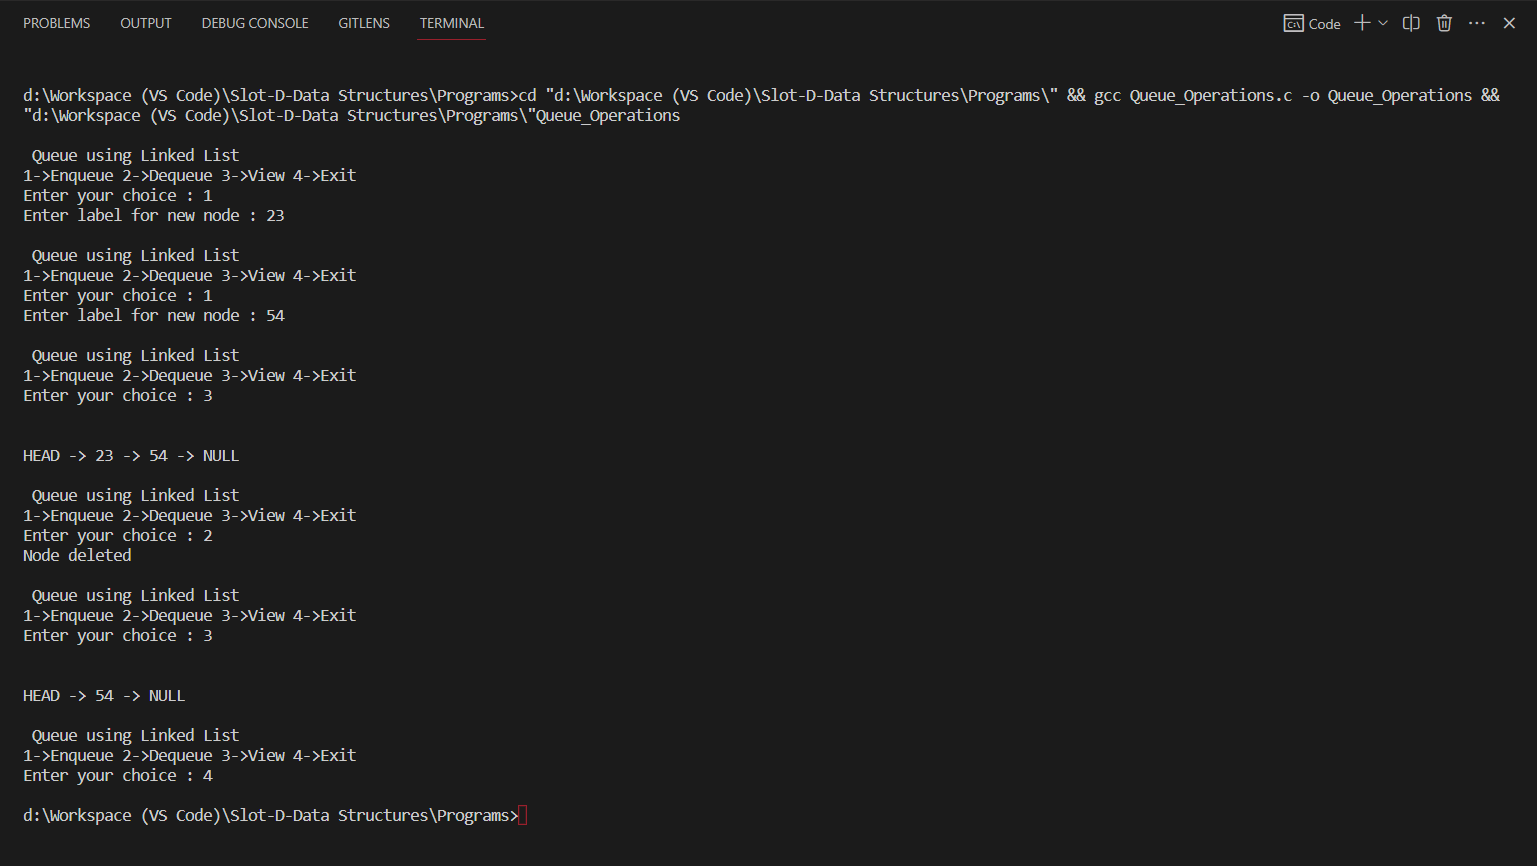 PROBLEMS OUTPUT DEBUG CONSOLE GITLENS TERMINAL Code
d:\Workspace (VS Code)\Slot-D-Data Structures\Programs>cd "d:\Workspace (VS Code)\Slot-D-Data Structures\Programs\" && gcc Queue_Operations.c -o Queue_Operations &&
"d:\Workspace (VS Code)\Slot-D-Data Structures\Programs\"Queue_Operations
Queue using Linked List
1->Enqueue 2->Dequeue 3->View 4->Exit
Enter your choice : 1
Enter label for new node : 23
Queue using Linked List
1->Enqueue 2->Dequeue 3->View 4->Exit
Enter your choice : 1
Enter label for new node : 54
Queue using Linked List
1->Enqueue 2->Dequeue 3->View 4->Exit
Enter your choice : 3
HEAD -> 23 -> 54 -> NULL
Queue using Linked List
1->Enqueue 2->Dequeue 3->View 4->Exit
Enter your choice : 2
Node deleted
Queue using Linked List
1->Enqueue 2->Dequeue 3->View 4->Exit
Enter your choice : 3
HEAD -> 54 -> NULL
Queue using Linked List
1->Enqueue 2->Dequeue 3->View 4->Exit
Enter your choice : 4
d:\Workspace (VS Code)\Slot-D-Data Structures\Programs>